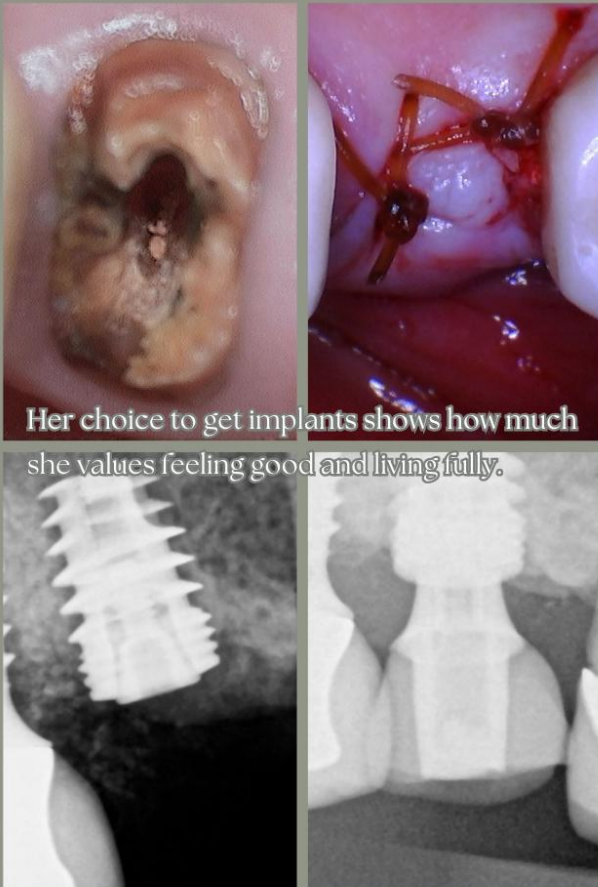 Her choice to get implants shows how much
she values feeling good and living fully.